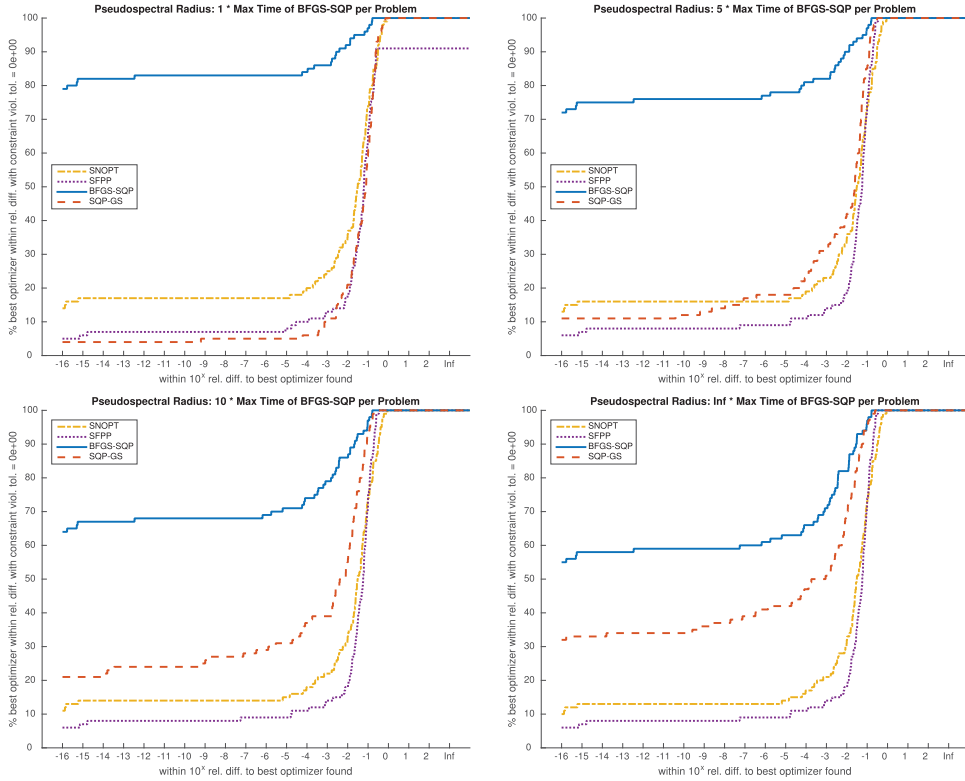 Pseudospectral Radius: 1 * Max Time of BFGS-SQP per Problem
% best optimizer within rel. diff. with constraint viol. tol. = 0e+00
100
90
80
70
60
50
40
30
20
10
0
SNOPT
SFPP
BFGS-SQP
SQP-GS
-16 -15 -14 -13 -12 -11 -10 -9 -8 -7 -6 -5 -4 -3 -2 -1 0 1 2 Inf
within 10^x rel. diff. to best optimizer found
Pseudospectral Radius: 5 * Max Time of BFGS-SQP per Problem
% best optimizer within rel. diff. with constraint viol. tol. = 0e+00
100
90
80
70
60
50
40
30
20
10
0
SNOPT
SFPP
BFGS-SQP
SQP-GS
-16 -15 -14 -13 -12 -11 -10 -9 -8 -7 -6 -5 -4 -3 -2 -1 0 1 2 Inf
within 10^x rel. diff. to best optimizer found
Pseudospectral Radius: 10 * Max Time of BFGS-SQP per Problem
% best optimizer within rel. diff. with constraint viol. tol. = 0e+00
100
90
80
70
60
50
40
30
20
10
0
SNOPT
SFPP
BFGS-SQP
SQP-GS
-16 -15 -14 -13 -12 -11 -10 -9 -8 -7 -6 -5 -4 -3 -2 -1 0 1 2 Inf
within 10^x rel. diff. to best optimizer found
Pseudospectral Radius: Inf * Max Time of BFGS-SQP per Problem
% best optimizer within rel. diff. with constraint viol. tol. = 0e+00
100
90
80
70
60
50
40
30
20
10
0
SNOPT
SFPP
BFGS-SQP
SQP-GS
-16 -15 -14 -13 -12 -11 -10 -9 -8 -7 -6 -5 -4 -3 -2 -1 0 1 2 Inf
within 10^x rel. diff. to best optimizer found